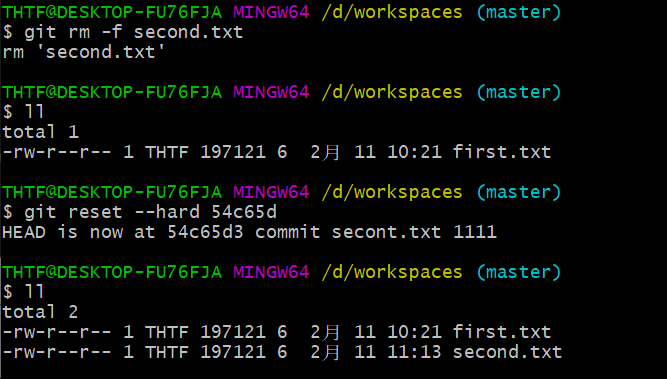 THTF@DESKTOP-FU76FJA MINGW64 /d/workspaces (master)
$ git rm -f second.txt
rm 'second.txt'
THTF@DESKTOP-FU76FJA MINGW64 /d/workspaces (master)
$ ll
total 1
-rw-r--r-- 1 THTF 197121 6  2月 11 10:21 first.txt
THTF@DESKTOP-FU76FJA MINGW64 /d/workspaces (master)
$ git reset --hard 54c65d
HEAD is now at 54c65d3 commit secont.txt 1111
THTF@DESKTOP-FU76FJA MINGW64 /d/workspaces (master)
$ ll
total 2
-rw-r--r-- 1 THTF 197121 6  2月 11 10:21 first.txt
-rw-r--r-- 1 THTF 197121 6  2月 11 11:13 second.txt